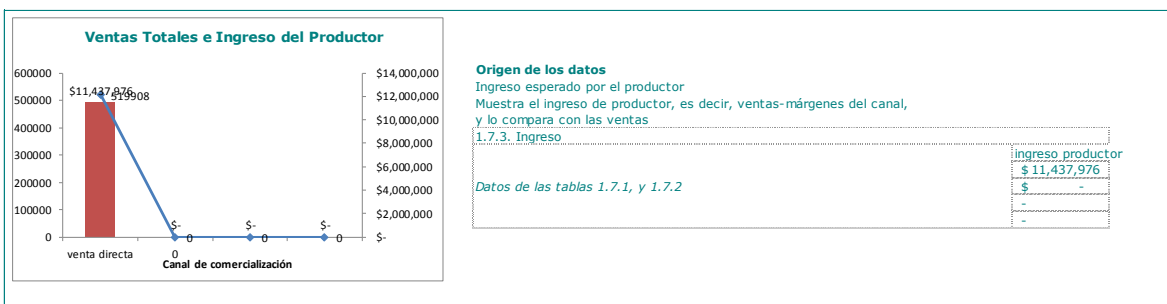 Ventas Totales e Ingreso del Productor
600000
500000
400000
300000
200000
100000
0
$11,437,976
519908
$-
0
$-
0
$-
0
$14,000,000
$12,000,000
$10,000,000
$8,000,000
$6,000,000
$4,000,000
$2,000,000
$-
venta directa
0
Canal de comercialización
Origen de los datos
Ingreso esperado por el productor
Muestra el ingreso de productor, es decir, ventas-márgenes del canal,
y lo compara con las ventas
1.7.3. Ingreso
ingreso productor
$ 11,437,976
Datos de las tablas 1.7.1, y 1.7.2
$ -
-
-